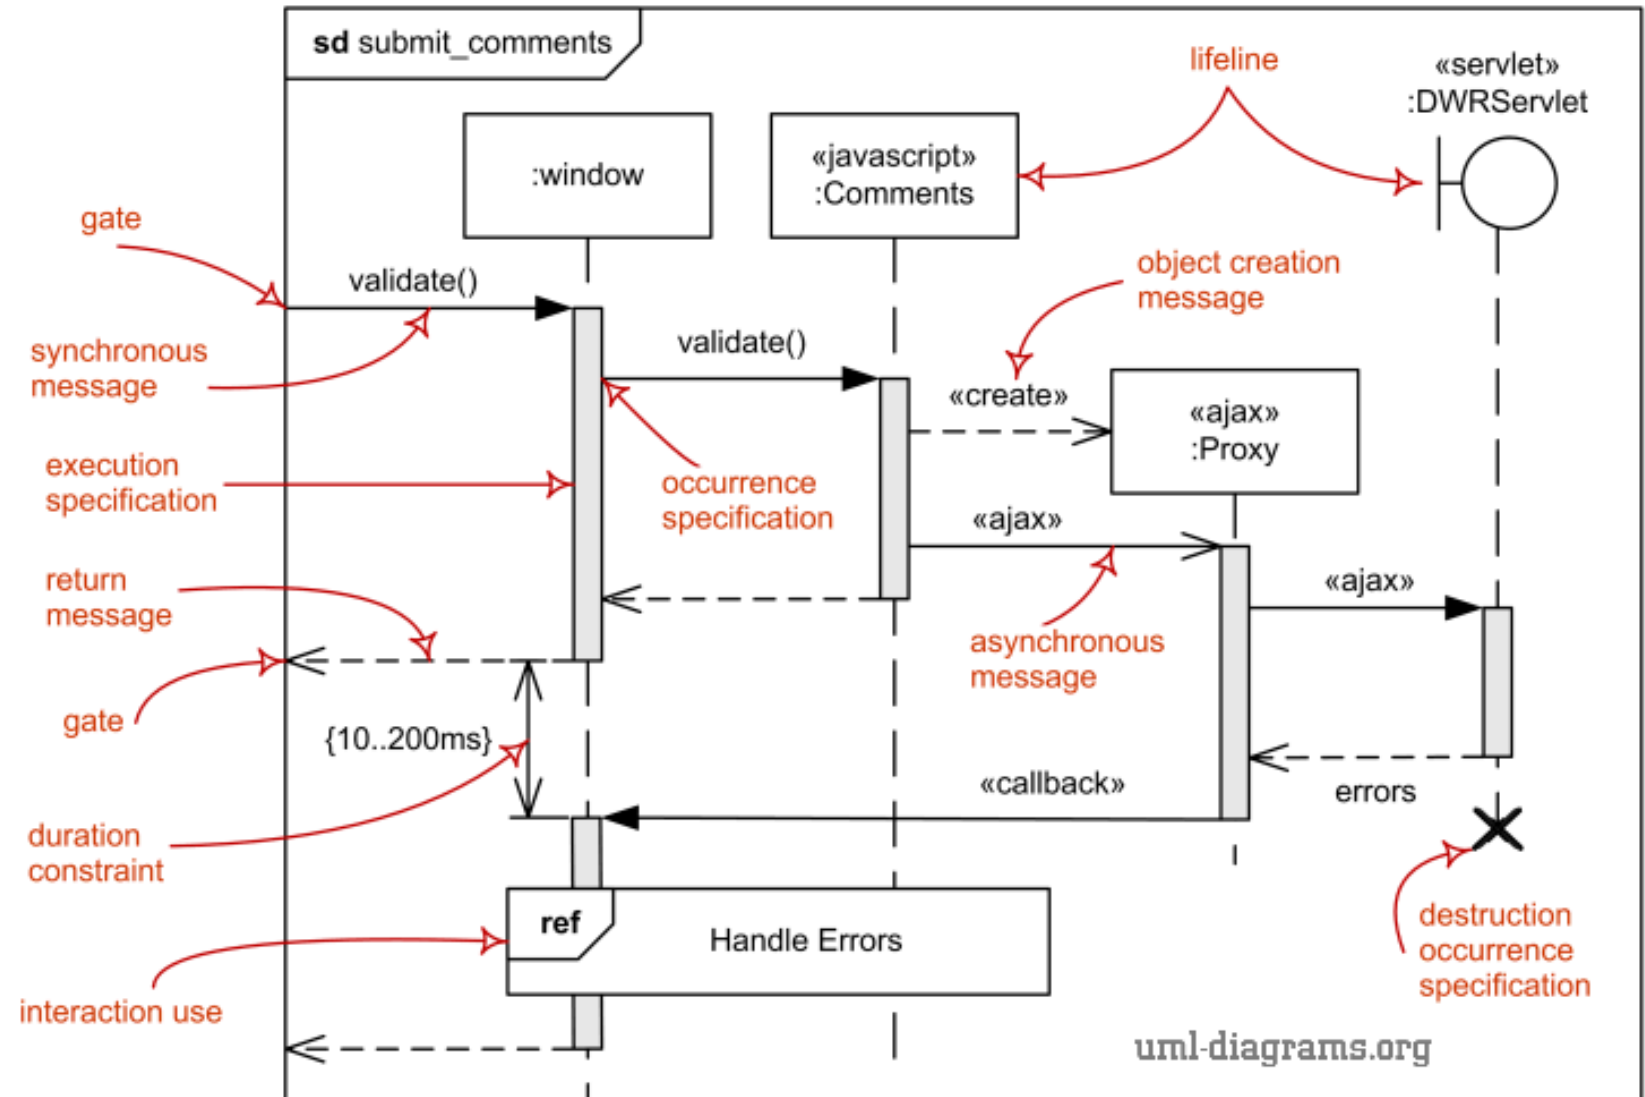 sd submit_comments
lifeline
«servlet»
:DWRServlet
:window
«javascript»
:Comments
gate
validate()
object creation
message
synchronous
message
validate()
«create»
«ajax»
:Proxy
execution
specification
occurrence
specification
«ajax»
return
message
«ajax»
asynchronous
message
gate
{10..200ms}
«callback»
errors
duration
constraint
ref
Handle Errors
destruction
occurrence
specification
interaction use
uml-diagrams.org